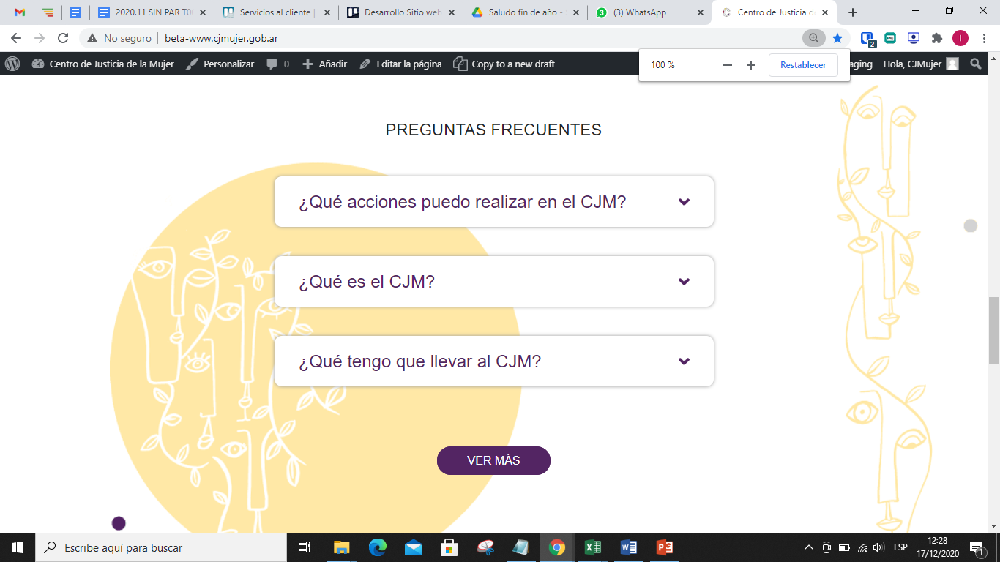 2020.11 SIN PAR T0
Servicios al cliente |
Desarrollo Sitio web
Saludo fin de año -
3
(3) WhatsApp
Centro de Justicia d
No seguro
beta-www.cjmujer.gob.ar
2
I
Centro de Justicia de la Mujer
Personalizar
0
Añadir
Editar la página
Copy to a new draft
100 %
Restablecer
aging
Hola, CJMujer
PREGUNTAS FRECUENTES
¿Qué acciones puedo realizar en el CJM?
¿Qué es el CJM?
¿Qué tengo que llevar al CJM?
VER MÁS
Escribe aquí para buscar
ESP
12:28
17/12/2020
1